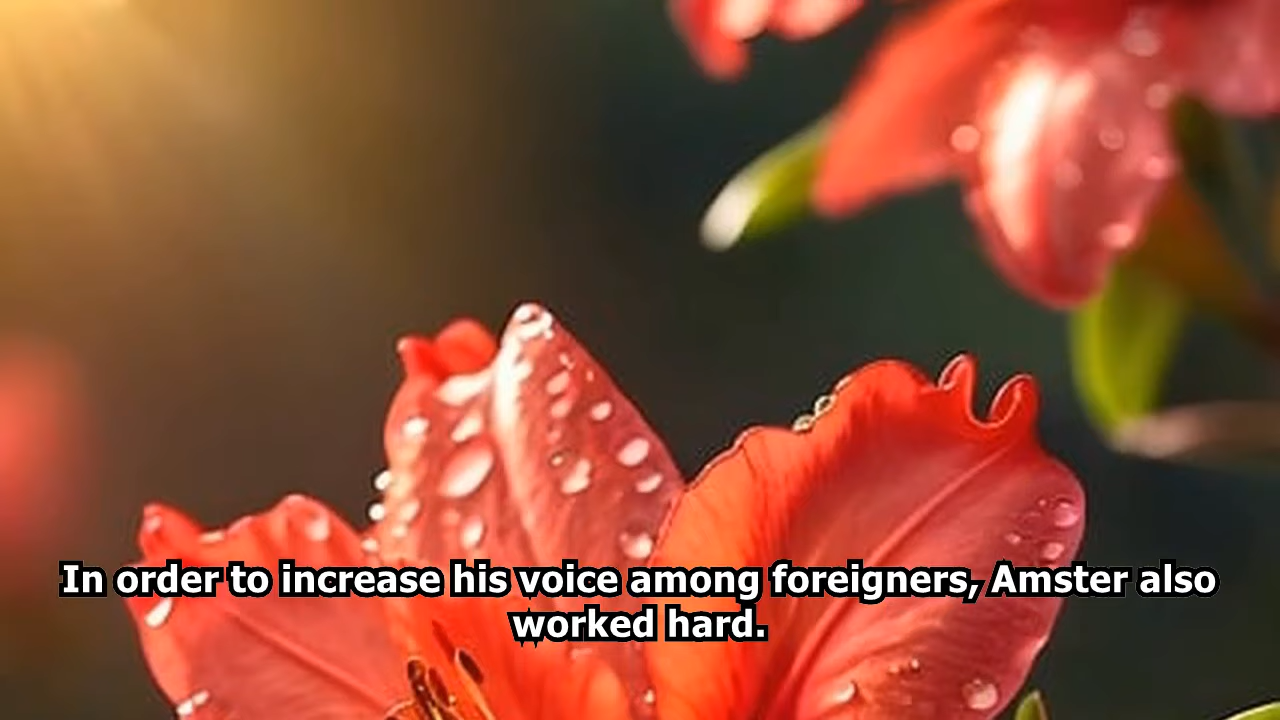 In order to increase his voice among foreigners, Amster also
worked hard.